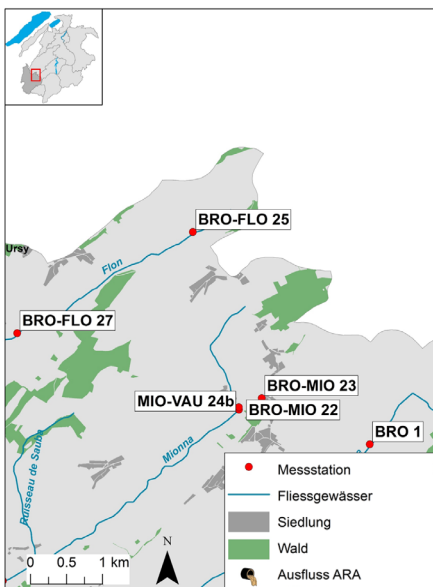 BRO-FLO 25
Ursy
Flon
BRO-FLO 27
BRO-MIO 23
MIO-VAU 24b
BRO-MIO 22
BRO 1
Mionna
Ruisseau de Sauba
Messstation
Fliessgewässer
Siedlung
Wald
Ausfluss ARA
N
0 0.5 1 km